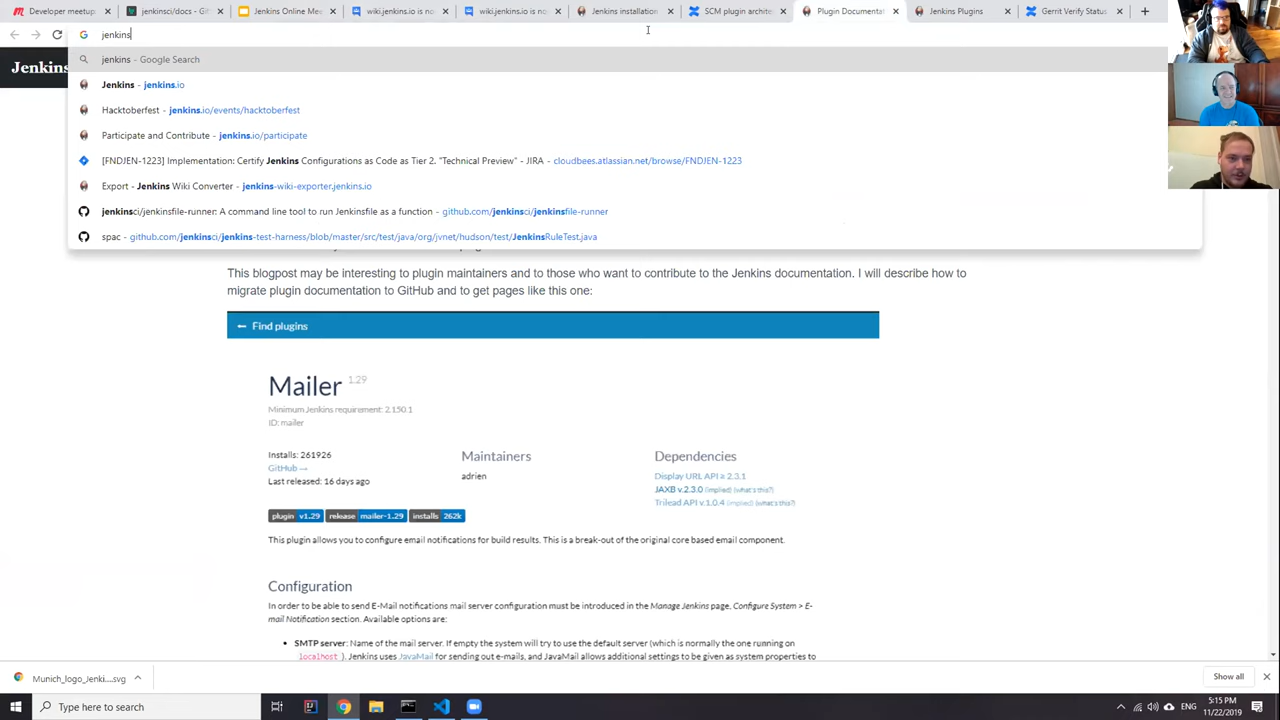 Developer meeti
jenkinsci/docs - Git
Jenkins Online Mee
wiki.jenkins.io is no
wiki.jenkins.io is no
Jenkins installation
SCM plugin archite
Plugin Documenta
Jenkins Plugins
Gerrit Verify Status
jenkins
jenkins - Google Search
Jenkins - jenkins.io
Hacktoberfest - jenkins.io/events/hacktoberfest
Participate and Contribute - jenkins.io/participate
[FNDJEN-1223] Implementation: Certify Jenkins Configurations as Code as Tier 2. "Technical Preview" - JIRA - cloudbees.atlassian.net/browse/FNDJEN-1223
Export - Jenkins Wiki Converter - jenkins-wiki-exporter.jenkins.io
jenkinsci/jenkinsfile-runner: A command line tool to run Jenkinsfile as a function - github.com/jenkinsci/jenkinsfile-runner
spac - github.com/jenkinsci/jenkins-test-harness/blob/master/src/test/java/org/jvnet/hudson/test/JenkinsRuleTest.java
Jenkins
This blogpost may be interesting to plugin maintainers and to those who want to contribute to the Jenkins documentation. I will describe how to
migrate plugin documentation to GitHub and to get pages like this one:
← Find plugins
Mailer 1.29
Minimum Jenkins requirement: 2.150.1
ID: mailer
Installs: 261926
GitHub →
Last released: 16 days ago
Maintainers
adrien
Dependencies
Display URL API ≥ 2.3.1
JAXB v.2.3.0 (implied) (what's this?)
Trilead API v.1.0.4 (implied) (what's this?)
plugin v1.29 release mailer-1.29 installs 262k
This plugin allows you to configure email notifications for build results. This is a break-out of the original core based email component.
Configuration
In order to be able to send E-Mail notifications mail server configuration must be introduced in the Manage Jenkins page, Configure System > E-
mail Notification section. Available options are:
• SMTP server: Name of the mail server. If empty the system will try to use the default server (which is normally the one running on
localhost ). Jenkins uses JavaMail for sending out e-mails, and JavaMail allows additional settings to be given as system properties to
Munich_logo_Jenki....svg
Show all
Type here to search
ENG
5:15 PM
11/22/2019